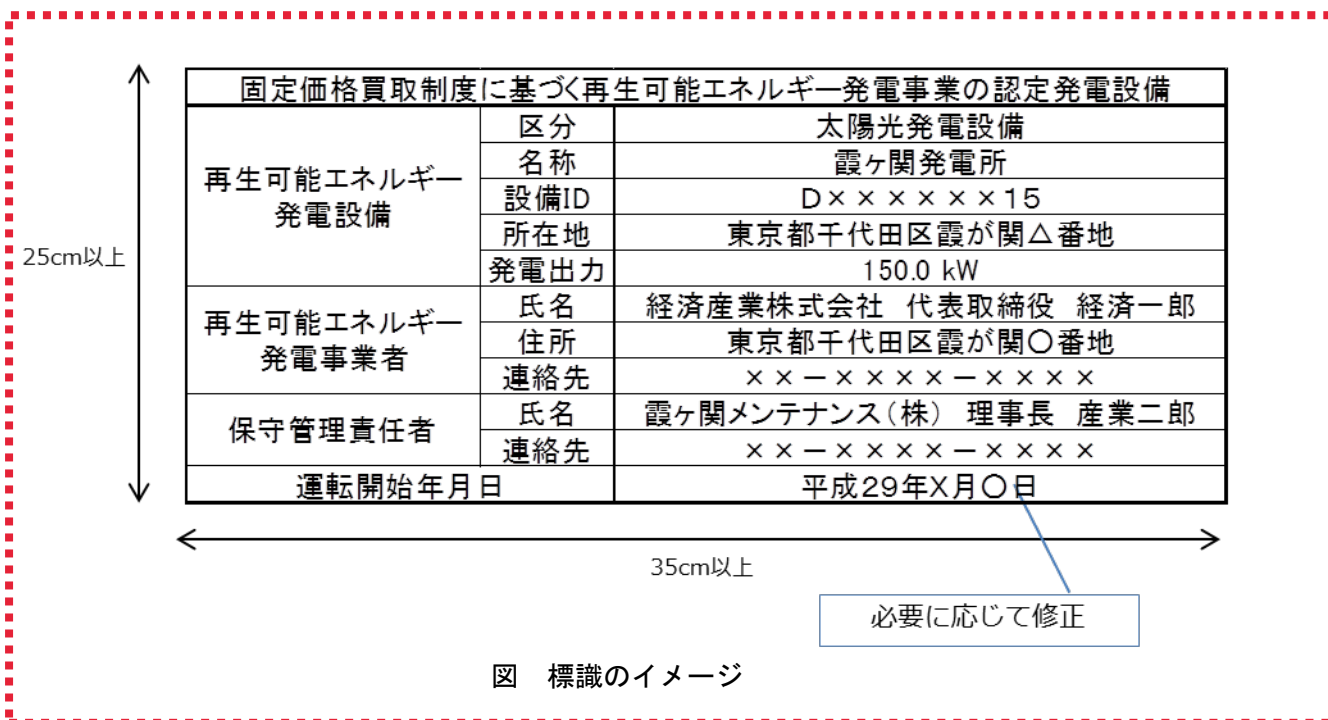 固定価格買取制度に基づく再生可能エネルギー発電事業の認定発電設備
再生可能エネルギー
発電設備
区分
太陽光発電設備
名称
霞ヶ関発電所
設備ID
D××××××15
所在地
東京都千代田区霞が関△番地
発電出力
150.0 kW
再生可能エネルギー
発電事業者
氏名
経済産業株式会社 代表取締役 経済一郎
住所
東京都千代田区霞が関○番地
連絡先
××-××××-××××
保守管理責任者
氏名
霞ヶ関メンテナンス(株) 理事長 産業二郎
連絡先
××-××××-××××
運転開始年月日
平成29年X月○日
25cm以上
35cm以上
必要に応じて修正
図 標識のイメージ